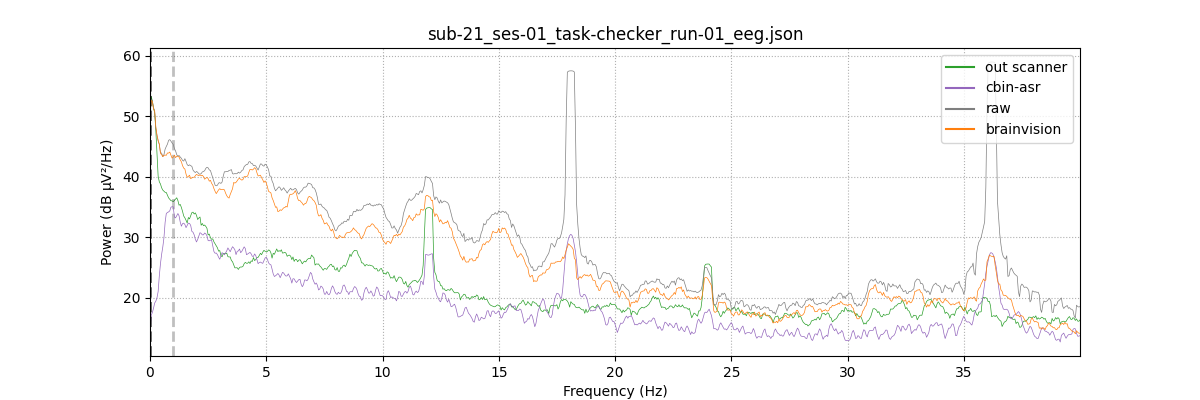 sub-21_ses-01_task-checker_run-01_eeg.json
60
50
40
30
20
Power (dB µV²/Hz)
out scanner
cbin-asr
raw
brainvision
0 5 10 15 20 25 30 35
Frequency (Hz)